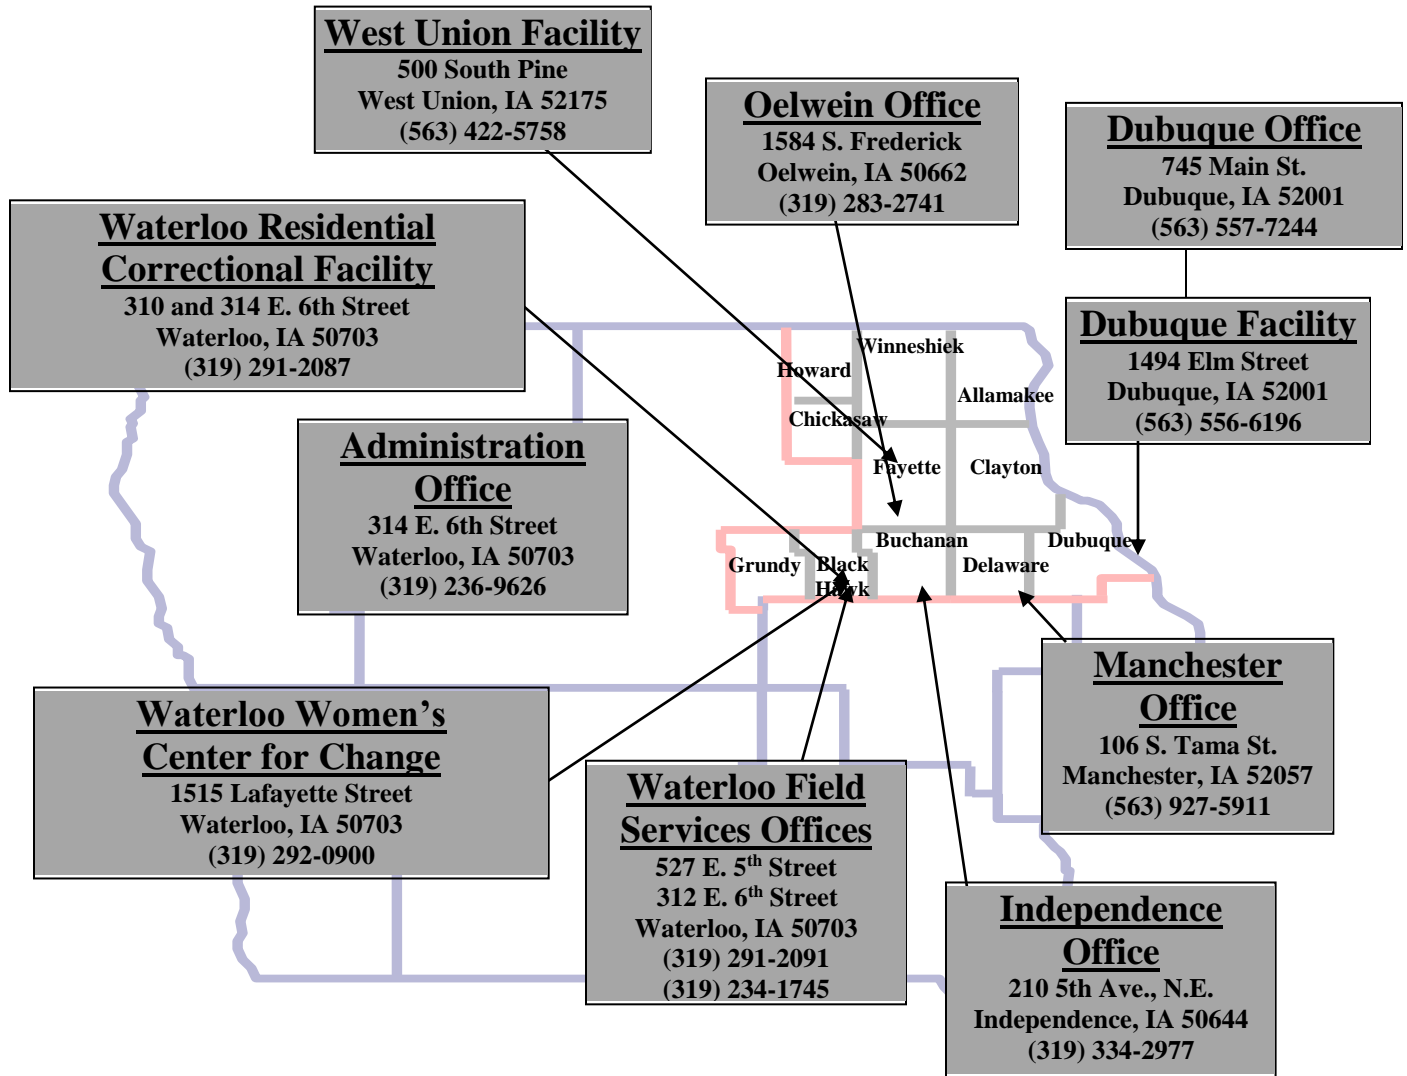 West Union Facility
500 South Pine
West Union, IA 52175
(563) 422-5758
Oelwein Office
1584 S. Frederick
Oelwein, IA 50662
(319) 283-2741
Dubuque Office
745 Main St.
Dubuque, IA 52001
(563) 557-7244
Waterloo Residential
Correctional Facility
310 and 314 E. 6th Street
Waterloo, IA 50703
(319) 291-2087
Dubuque Facility
1494 Elm Street
Dubuque, IA 52001
(563) 556-6196
Winneshiek
Howard
Allamakee
Chickasaw
Fayette
Clayton
Buchanan
Dubuque
Grundy
Black
Hawk
Delaware
Administration
Office
314 E. 6th Street
Waterloo, IA 50703
(319) 236-9626
Manchester
Office
106 S. Tama St.
Manchester, IA 52057
(563) 927-5911
Waterloo Women’s
Center for Change
1515 Lafayette Street
Waterloo, IA 50703
(319) 292-0900
Waterloo Field
Services Offices
527 E. 5th Street
312 E. 6th Street
Waterloo, IA 50703
(319) 291-2091
(319) 234-1745
Independence
Office
210 5th Ave., N.E.
Independence, IA 50644
(319) 334-2977